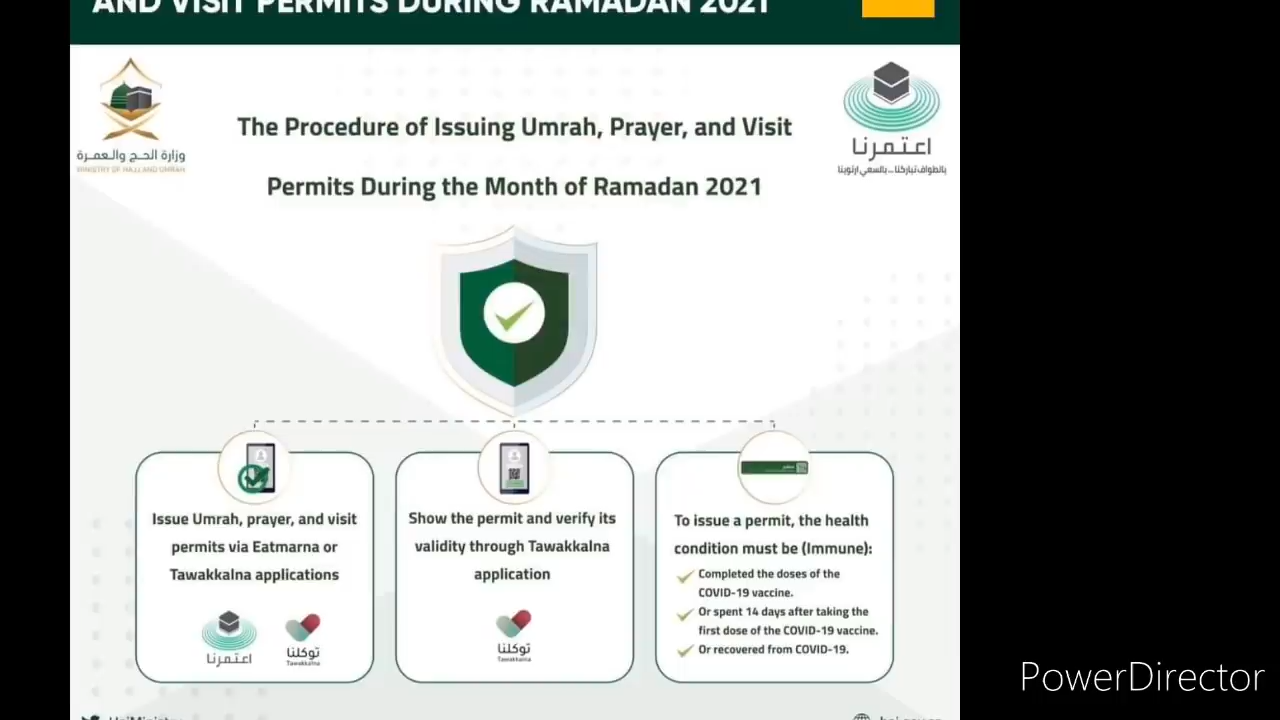 AND VISIT PERMITS DURING RAMADAN 2021
وزارة الحج والعمرة
MINISTRY OF HAJJ AND UMRAH
The Procedure of Issuing Umrah, Prayer, and Visit
Permits During the Month of Ramadan 2021
اعتمرنا
بالطواف تباركنا ... بالسعي ارتوينا
Issue Umrah, prayer, and visit
permits via Eatmarna or
Tawakkalna applications
اعتمرنا
توكلنا
Tawakkalna
Show the permit and verify its
validity through Tawakkalna
application
توكلنا
Tawakkalna
To issue a permit, the health
condition must be (Immune):
Completed the doses of the
COVID-19 vaccine.
Or spent 14 days after taking the
first dose of the COVID-19 vaccine.
Or recovered from COVID-19.
PowerDirector